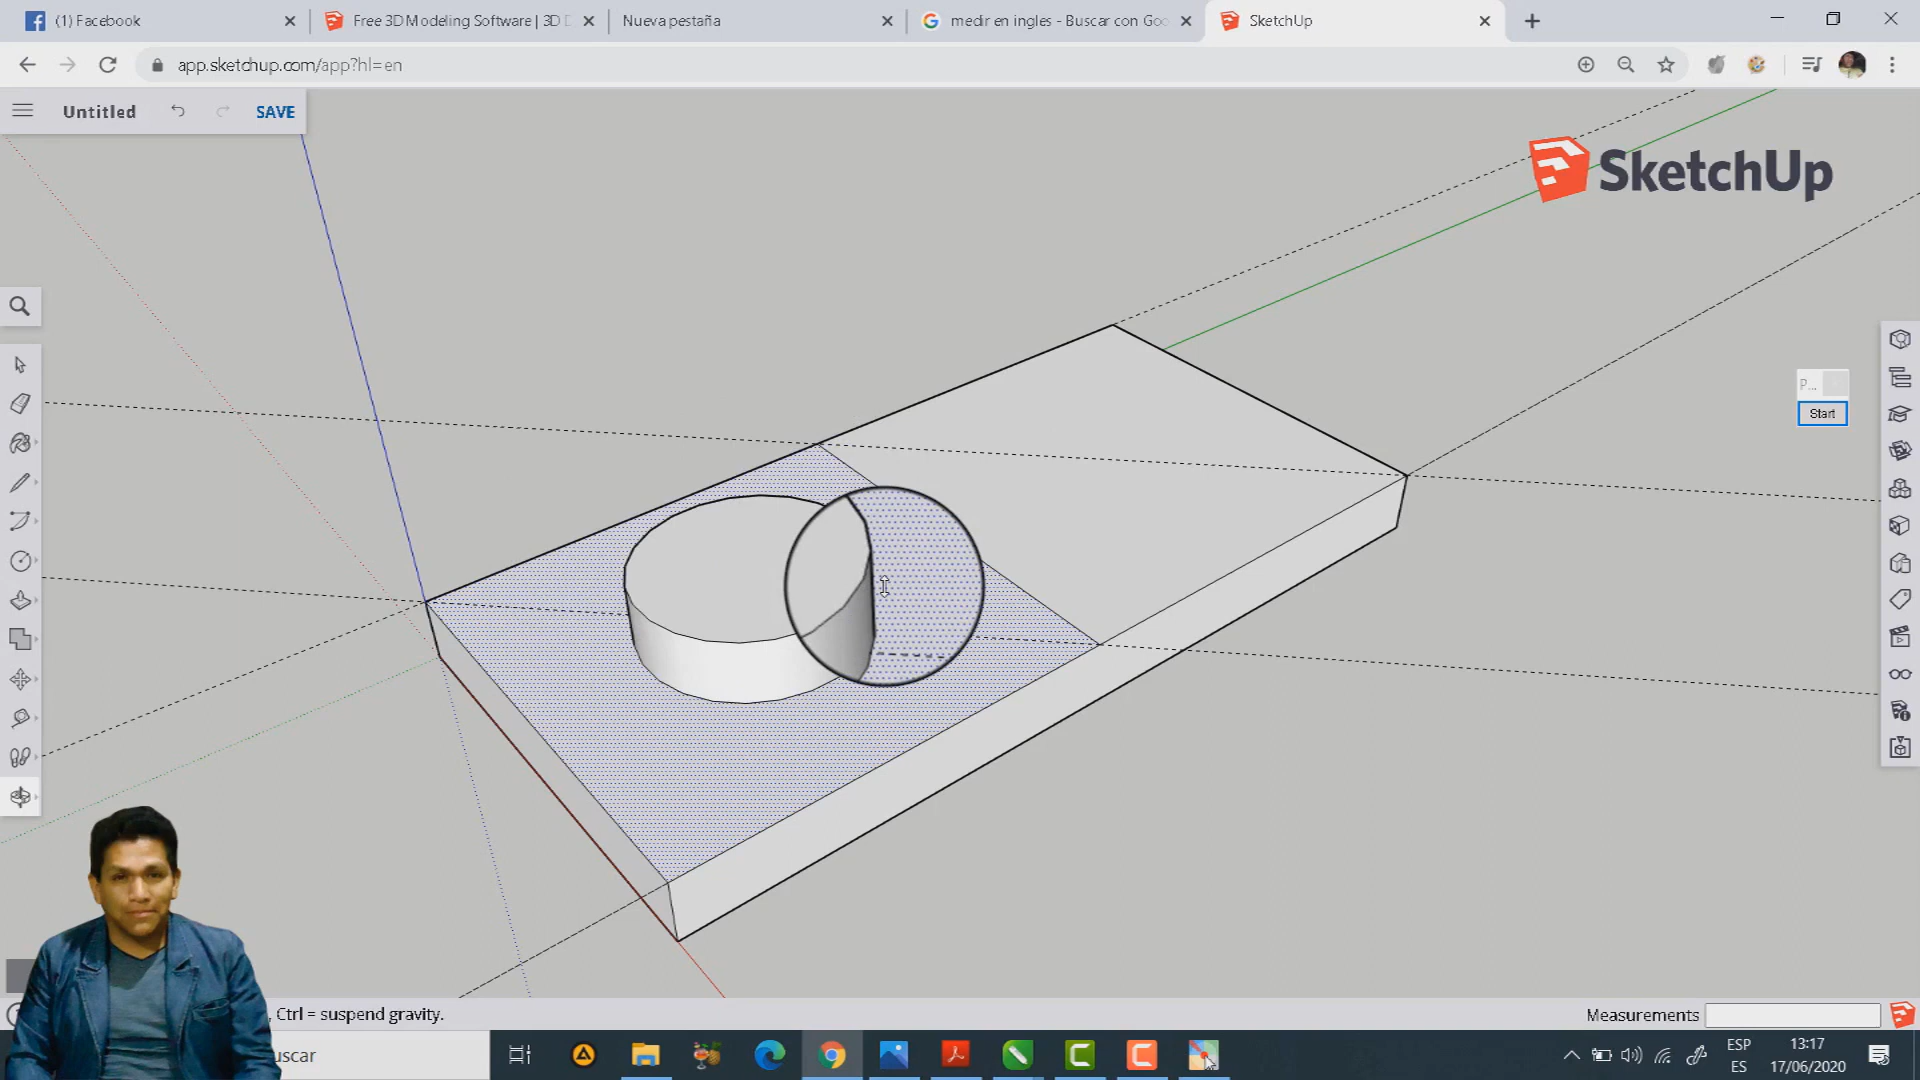 (1) Facebook
Free 3D Modeling Software | 3D D
Nueva pestaña
medir en ingles - Buscar con Goo
SketchUp
app.sketchup.com/app?hl=en
Untitled
SAVE
SketchUp
P...
Start
, Ctrl = suspend gravity.
Measurements
uscar
ESP
ES
13:17
17/06/2020